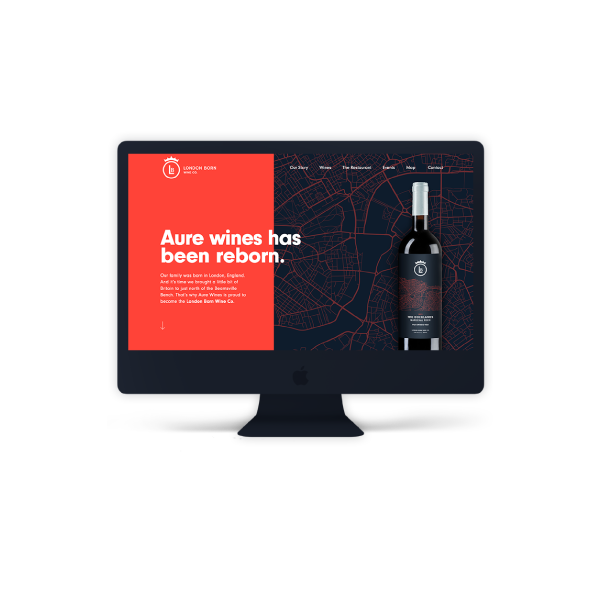 LONDON BORN
WINE CO.
Our Story Wines The Restaurant Events Map Contact
Aure wines has
been reborn.
Our family was born in London, England.
And it's time we brought a little bit of
Britain to just north of the Beamsville
Bench. That's why Aure Wines is proud to
become the London Born Wine Co.